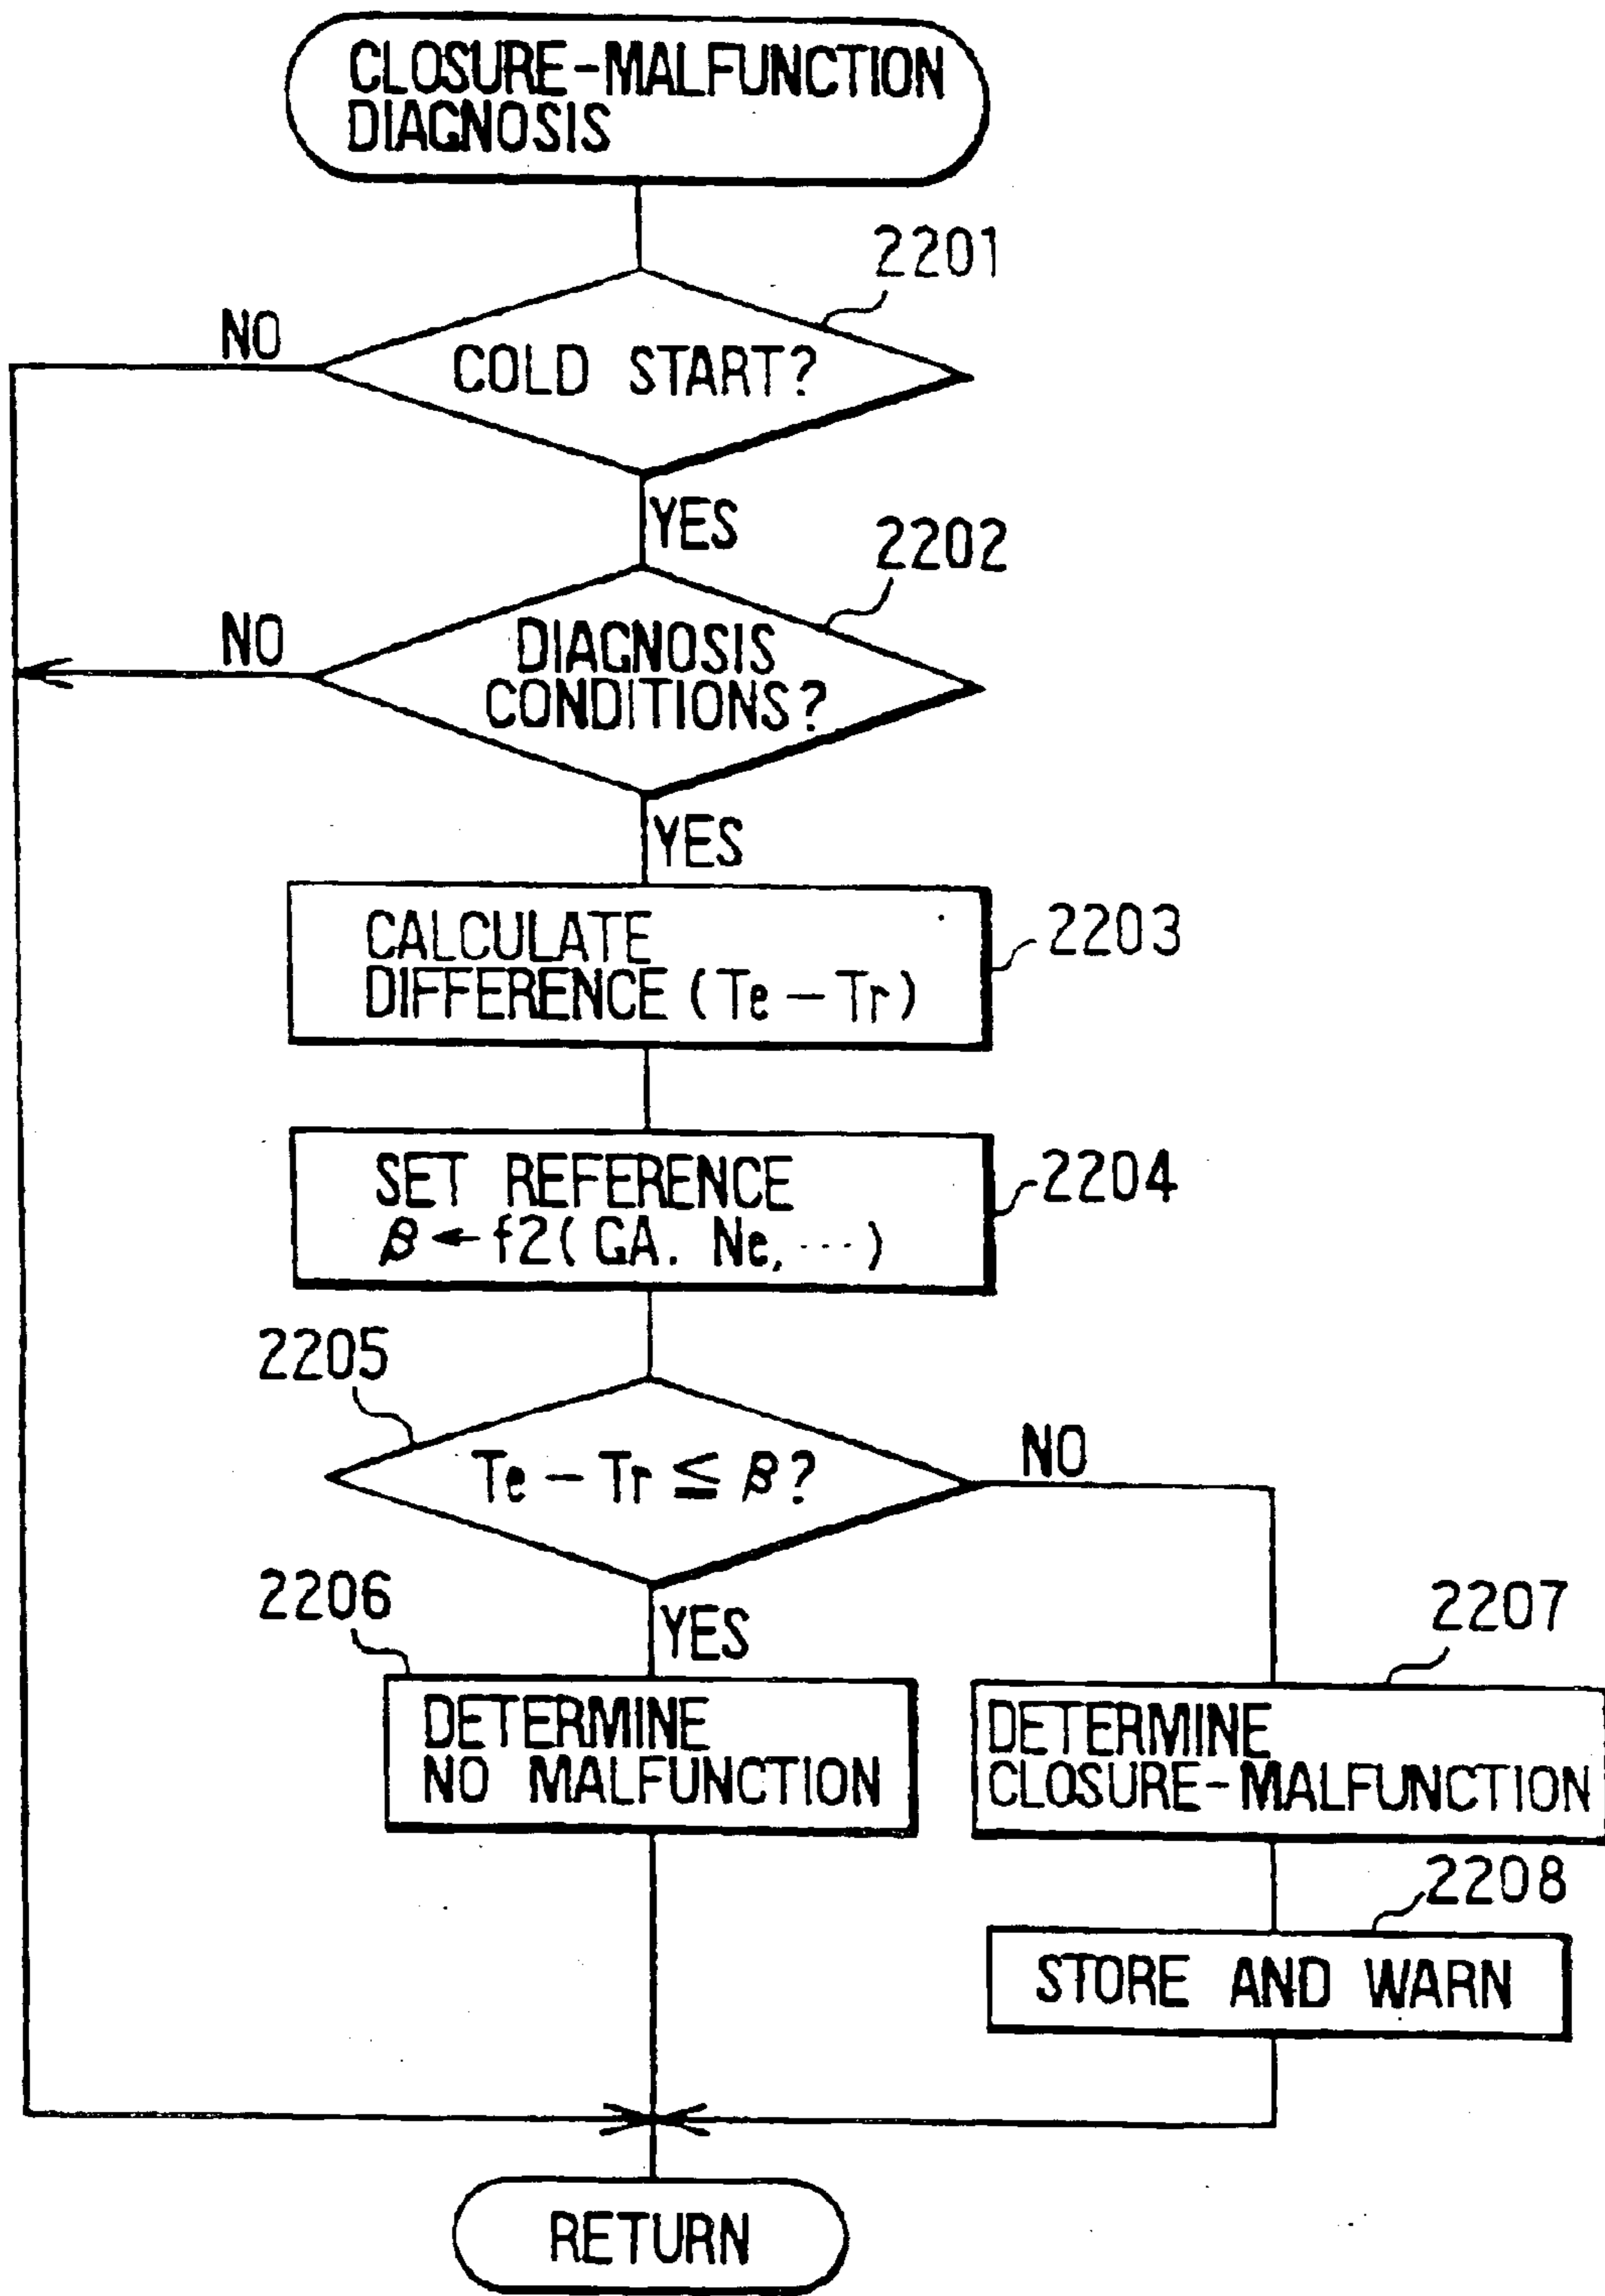 CLOSURE-MALFUNCTION
DIAGNOSIS
2201
NO
COLD START?
YES
2202
NO
DIAGNOSIS
CONDITIONS?
YES
CALCULATE
DIFFERENCE (Te - Tr)
2203
SET REFERENCE
β ← f2(GA. Ne, ...)
2204
2205
Te - Tr ≤ β?
NO
2206
YES
2207
DETERMINE
NO MALFUNCTION
DETERMINE
CLOSURE-MALFUNCTION
2208
STORE AND WARN
RETURN